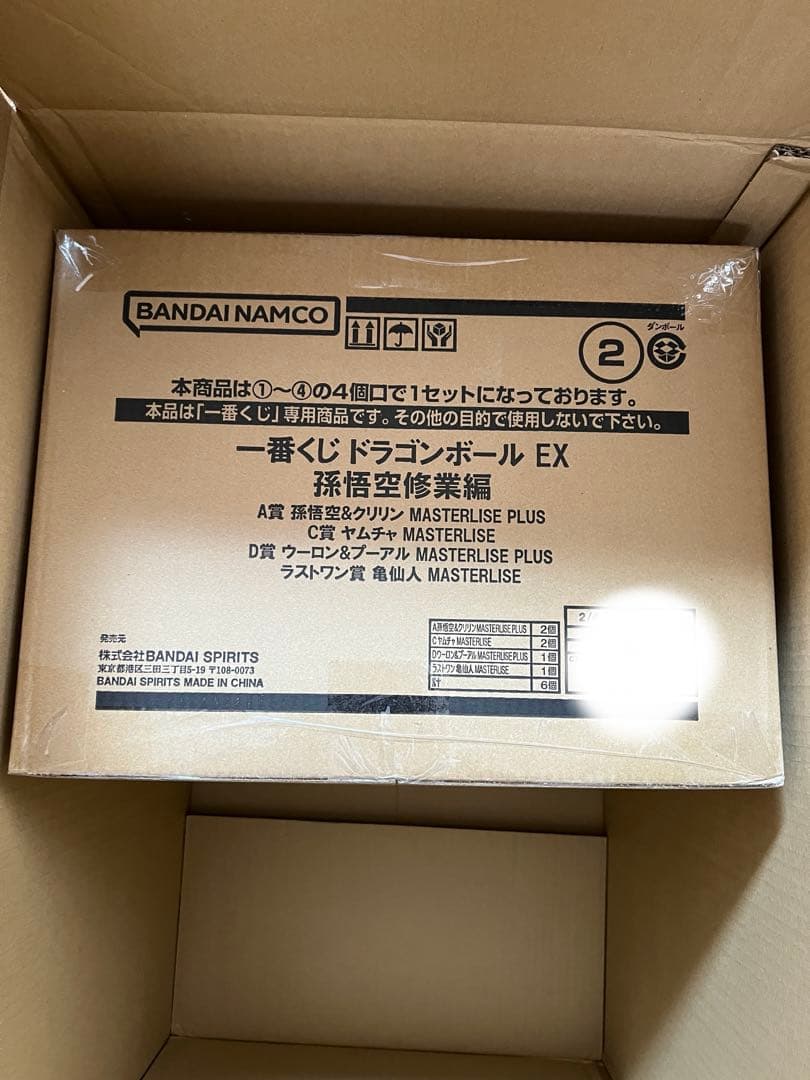 BANDAI NAMCO
ダンボール
2
本商品は①～④の4個口で1セットになっております。
本品は「一番くじ」専用商品です。その他の目的で使用しないで下さい。
一番くじ ドラゴンボール EX
孫悟空修業編
A賞 孫悟空&クリリン MASTERLISE PLUS
C賞 ヤムチャ MASTERLISE
D賞 ウーロン&プーアル MASTERLISE PLUS
ラストワン賞 亀仙人 MASTERLISE
発売元
株式会社BANDAI SPIRITS
東京都港区三田三丁目5-19 〒108-0073
BANDAI SPIRITS MADE IN CHINA
A孫悟空&クリリンMASTERLISE PLUS 2個
CヤムチャMASTERLISE 2個
Dウーロン&プーアルMASTERLISE PLUS 1個
ラストワン亀仙人MASTERLISE 1個
合計 6個
2/